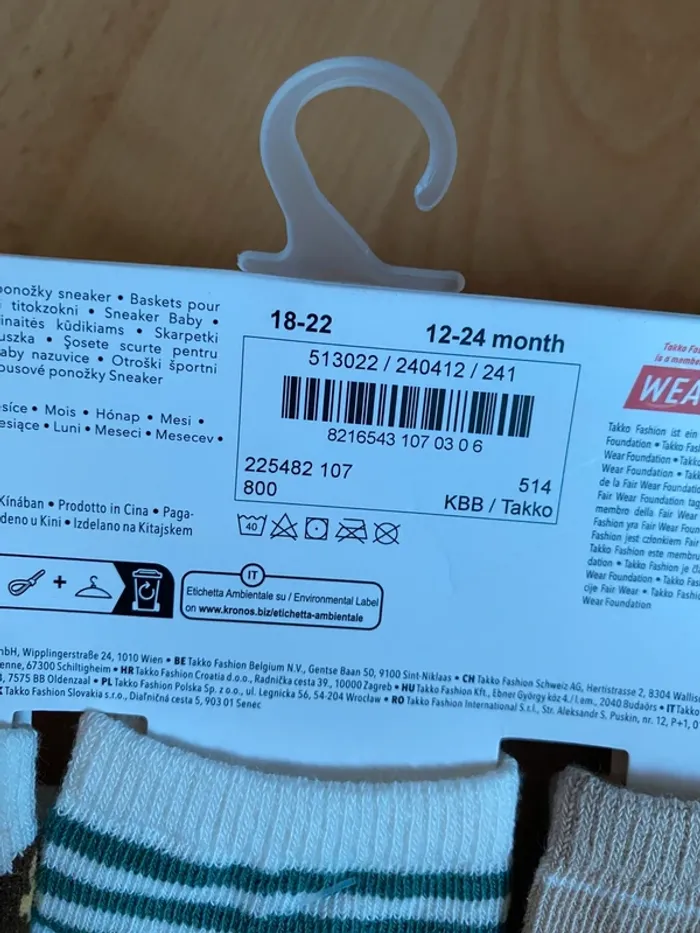 ponožky sneaker • Baskets pour
titokzokni • Sneaker Baby •
inaitės kūdikiams • Skarpetki
uszka • Șosete scurte pentru
aby nazuvice • Otroški športni
ousové ponožky Sneaker
18-22
12-24 month
513022 / 240412 / 241
8216543 107 03 0 6
225482 107
800
514
KBB / Takko
40
esíce • Mois • Hónap • Mesi •
esiące • Luni • Meseci • Mesecev •
Kínában • Prodotto in Cina • Paga-
deno u Kini • Izdelano na Kitajskem
+
IT
Etichetta Ambientale su / Environmental Label
on www.kronos.biz/etichetta-ambientale
Takko Fa
is a membe
WEA
Takko Fashion ist ein
Foundation • Takko Fas
Wear Foundation • Takk
Wear Foundation • Tak
de la Fair Wear Foundat
Fair Wear Foundation tag
membro della Fair Wear
Fashion yra Fair Wear Foun
Fashion jest członkiem Fair
Takko Fashion este membru
dation • Takko Fashion je čl
Wear Foundation • Takko Fas
cije Fair Wear • Takko Fashi
Wear Foundation
mbH, Wipplingerstraße 24, 1010 Wien • BE Takko Fashion Belgium N.V., Gentse Baan 50, 9100 Sint-Niklaas • CH Takko Fashion Schweiz AG, Hertistrasse 2, 8304 Wallis
enne, 67300 Schiltigheim • HR Takko Fashion Croatia d.o.o., Radnička cesta 39., 10000 Zagreb • HU Takko Fashion Kft., Ebner György köz 4./I.em., 2040 Budaörs • IT Takko
4, 7575 BB Oldenzaal • PL Takko Fashion Polska Sp. z o.o., ul. Legnicka 56, 54-204 Wrocław • RO Takko Fashion International S.r.l., Str. Aleksandr S. Puskin, nr. 12, P+1, 0
K Takko Fashion Slovakia s.r.o., Diaľničná cesta 5, 903 01 Senec